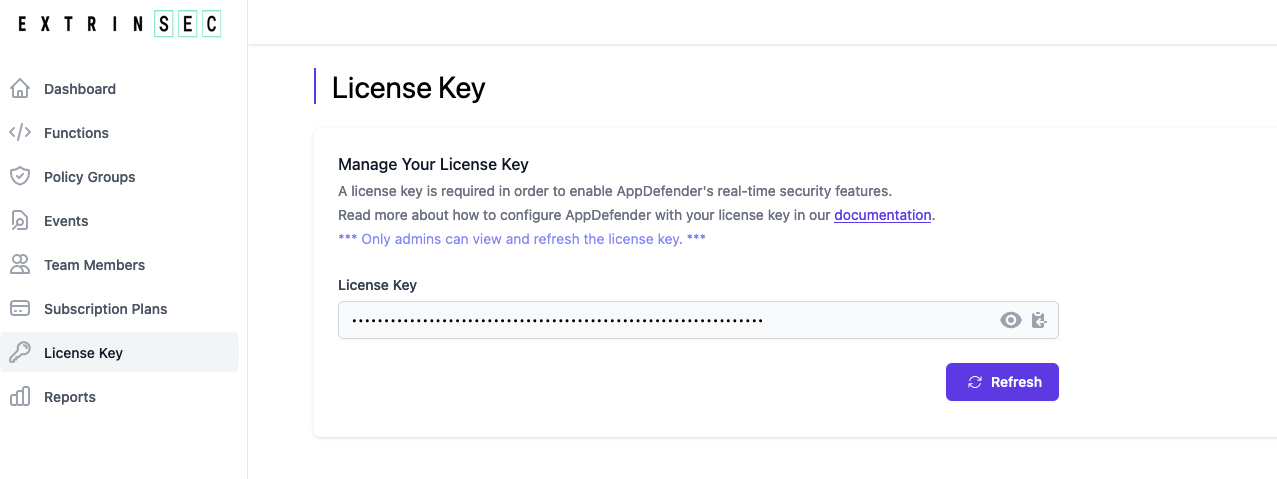 EXTRINSEC
Dashboard
Functions
Policy Groups
Events
Team Members
Subscription Plans
License Key
Reports
License Key
Manage Your License Key
A license key is required in order to enable AppDefender's real-time security features.
Read more about how to configure AppDefender with your license key in our documentation.
*** Only admins can view and refresh the license key. ***
License Key
Refresh